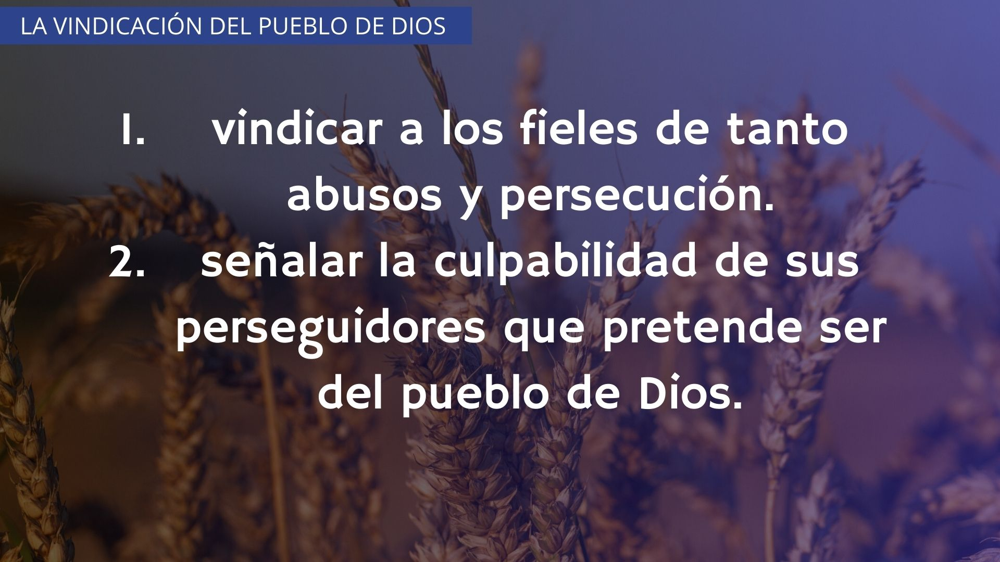 LA VINDICACIÓN DEL PUEBLO DE DIOS
1. vindicar a los fieles de tanto
abusos y persecución.
2. señalar la culpabilidad de sus
perseguidores que pretende ser
del pueblo de Dios.